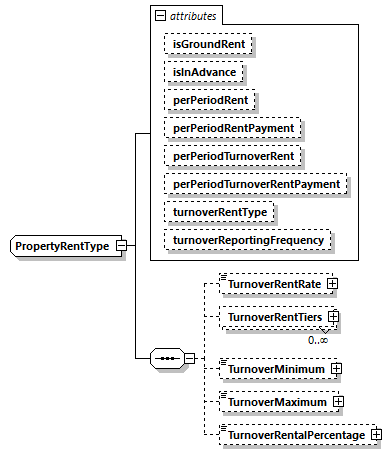 attributes
isGroundRent
isInAdvance
perPeriodRent
perPeriodRentPayment
perPeriodTurnoverRent
perPeriodTurnoverRentPayment
turnoverRentType
turnoverReportingFrequency
PropertyRentType
TurnoverRentRate
TurnoverRentTiers
0..∞
TurnoverMinimum
TurnoverMaximum
TurnoverRentalPercentage